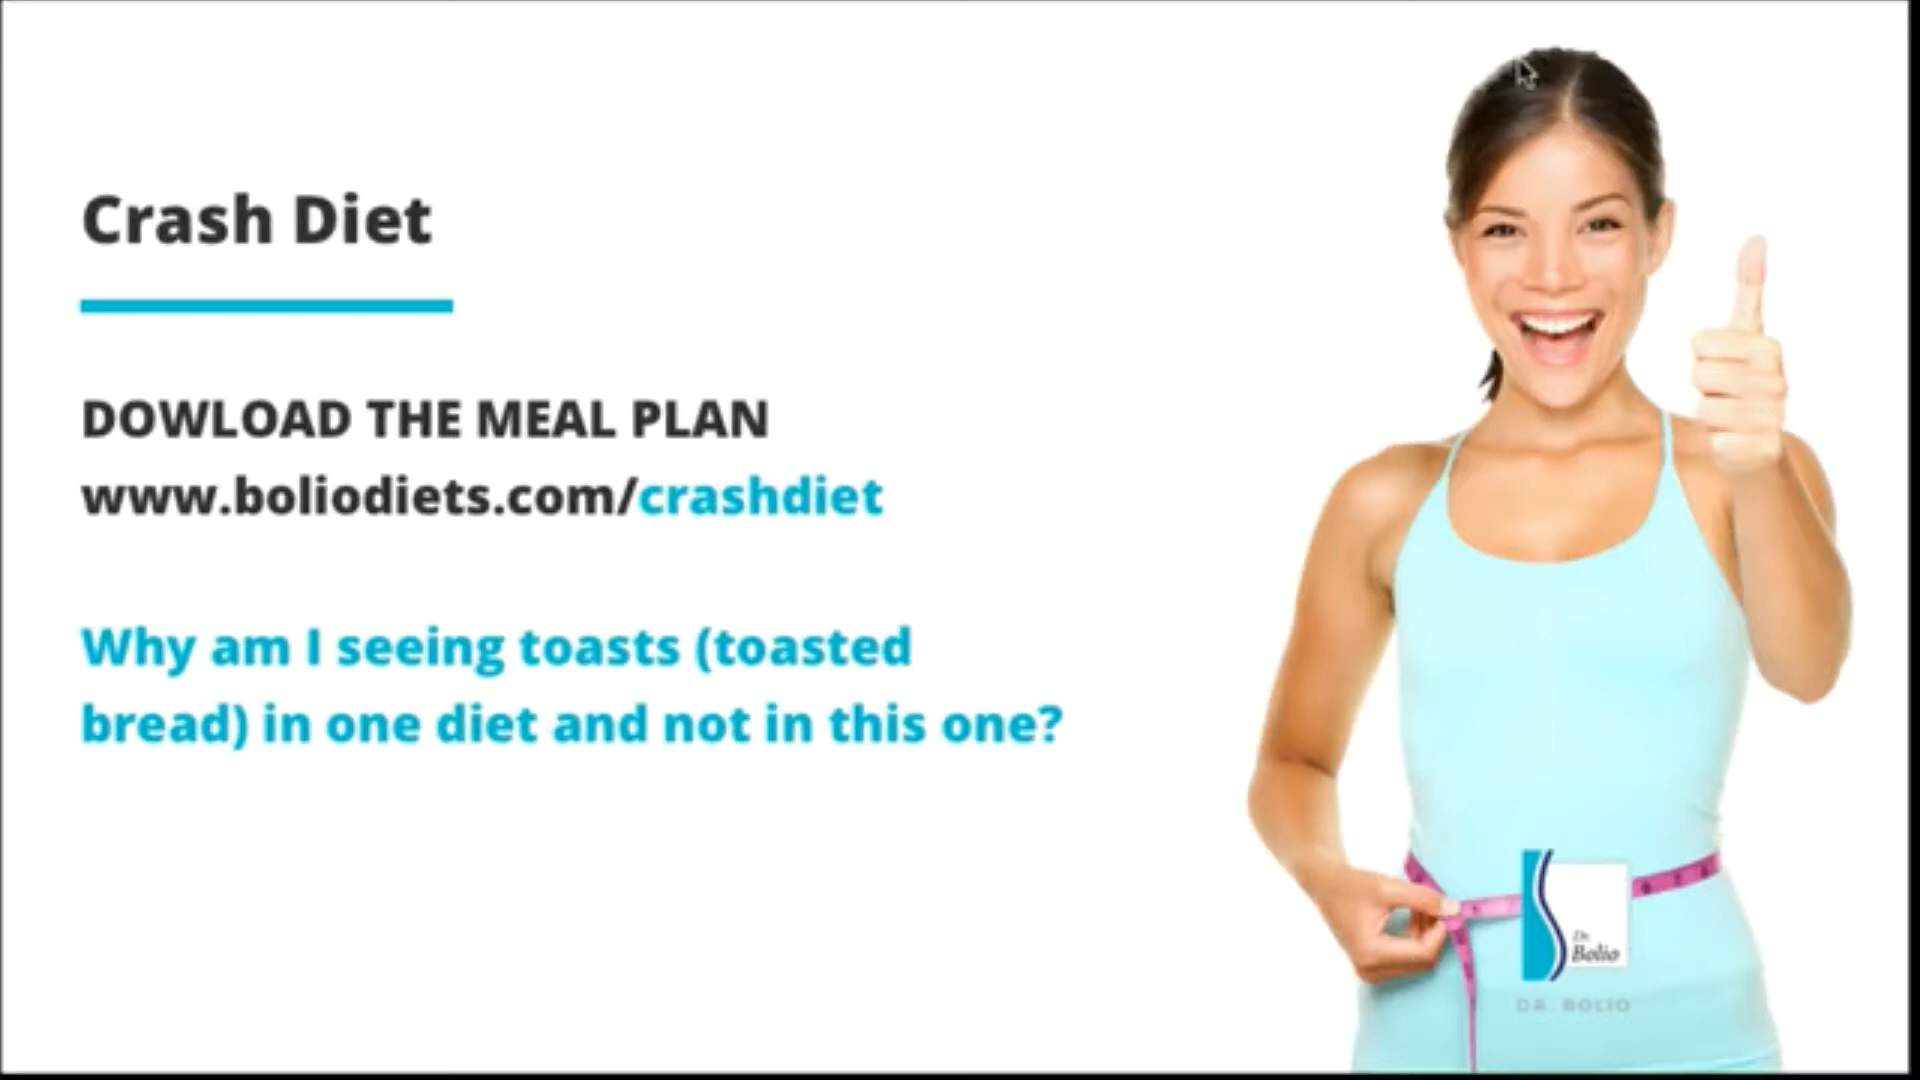 Crash Diet
DOWLOAD THE MEAL PLAN
www.boliodiets.com/crashdiet
Why am I seeing toasts (toasted
bread) in one diet and not in this one?
Dr.
Bolio
DR. BOLIO